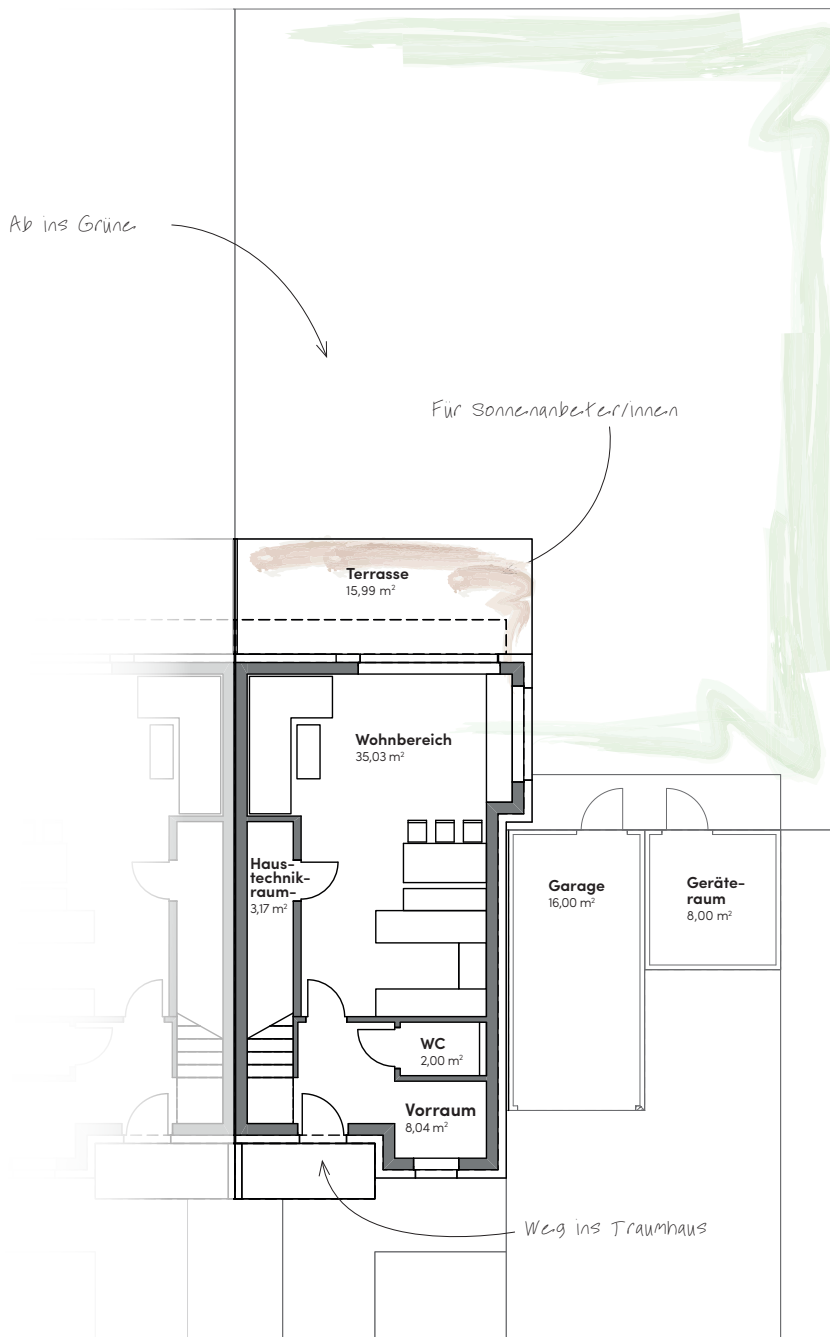 Ab ins Grüne
Für Sonnenanbeter/innen
Terrasse
15,99 m²
Wohnbereich
35,03 m²
Haus-
technik-
raum-
3,17 m²
Garage
16,00 m²
Geräte-
raum
8,00 m²
WC
2,00 m²
Vorraum
8,04 m²
Weg ins Traumhaus